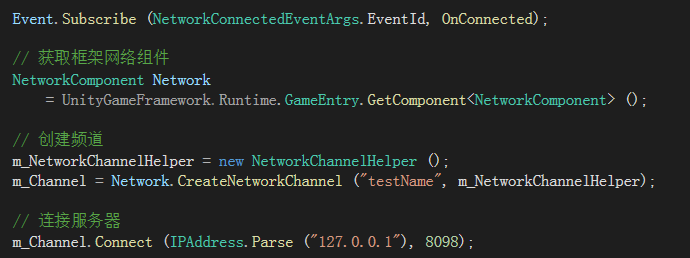 Event.Subscribe (NetworkConnectedEventArgs.EventId, OnConnected);
// 获取框架网络组件
NetworkComponent Network
= UnityGameFramework.Runtime.GameEntry.GetComponent<NetworkComponent> ();
// 创建频道
m_NetworkChannelHelper = new NetworkChannelHelper ();
m_Channel = Network.CreateNetworkChannel ("testName", m_NetworkChannelHelper);
// 连接服务器
m_Channel.Connect (IPAddress.Parse ("127.0.0.1"), 8098);